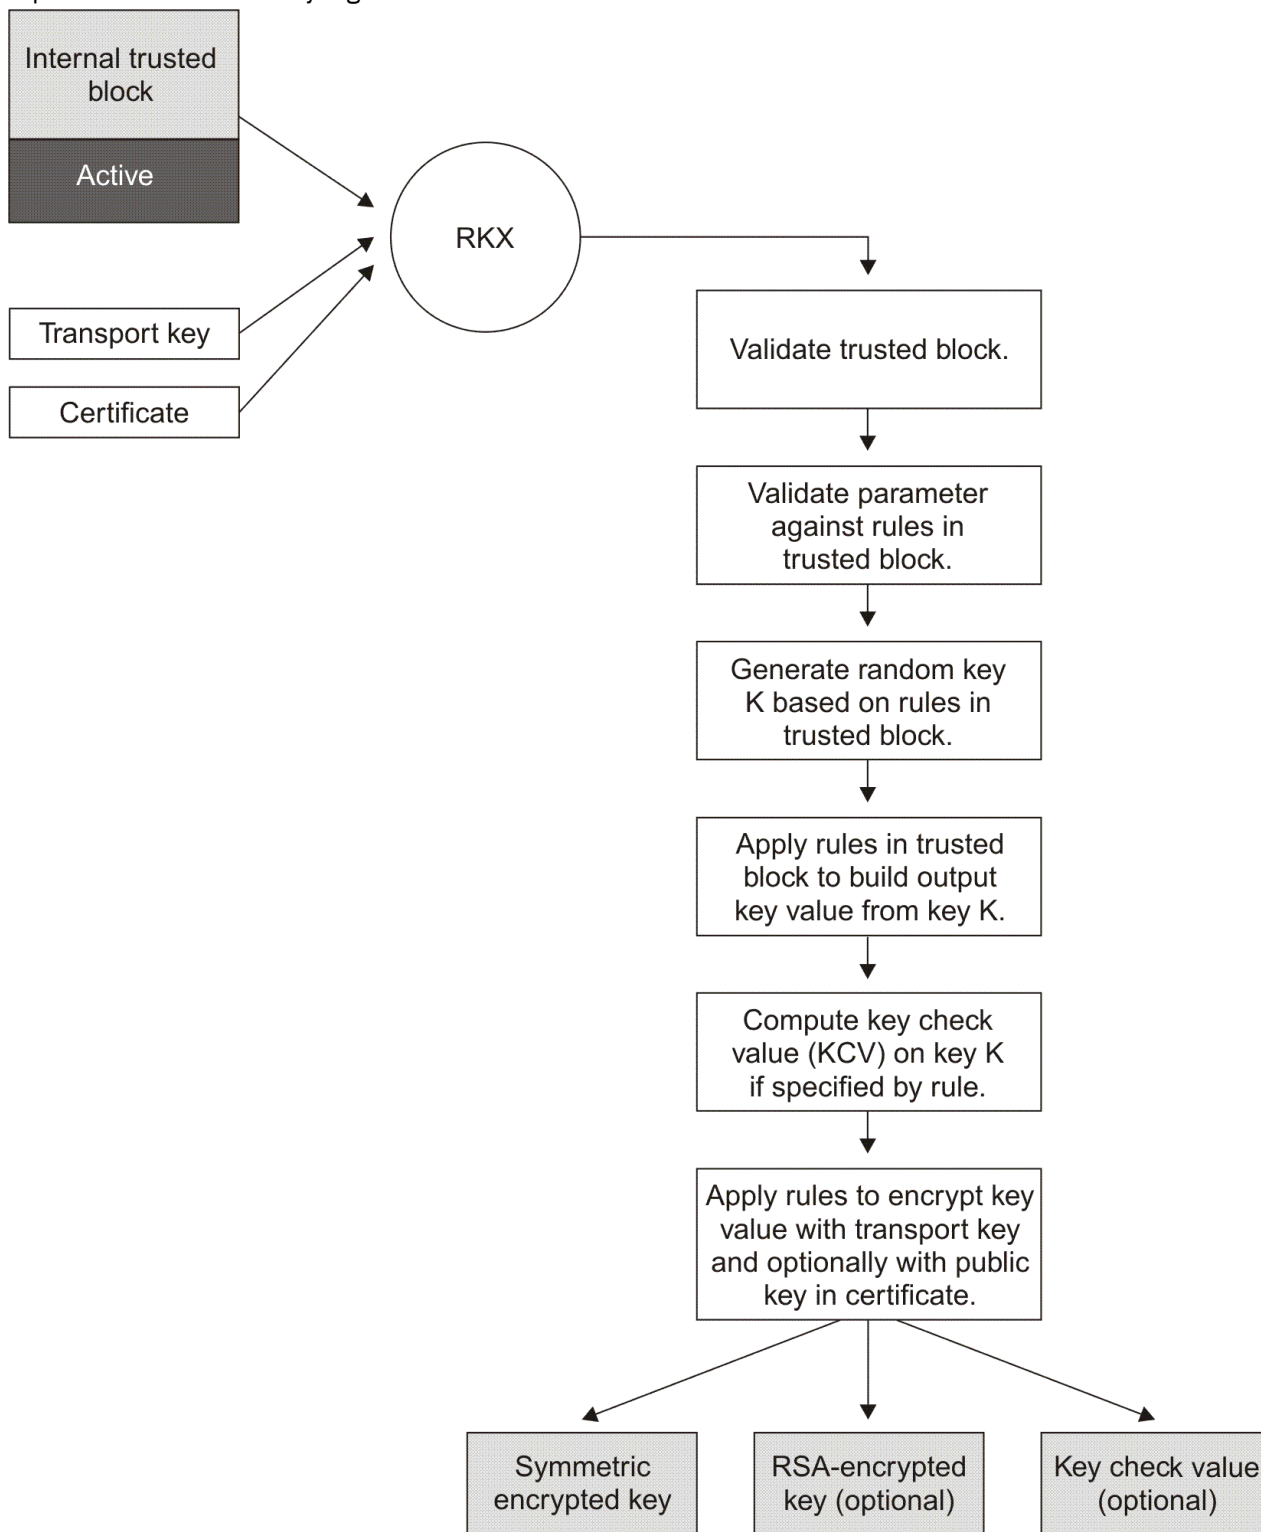 Internal trusted
block
Active
Transport key
Certificate
RKX
Validate trusted block.
Validate parameter
against rules in
trusted block.
Generate random key
K based on rules in
trusted block.
Apply rules in trusted
block to build output
key value from key K.
Compute key check
value (KCV) on key K
if specified by rule.
Apply rules to encrypt key
value with transport key
and optionally with public
key in certificate.
Symmetric
encrypted key
RSA-encrypted
key (optional)
Key check value
(optional)